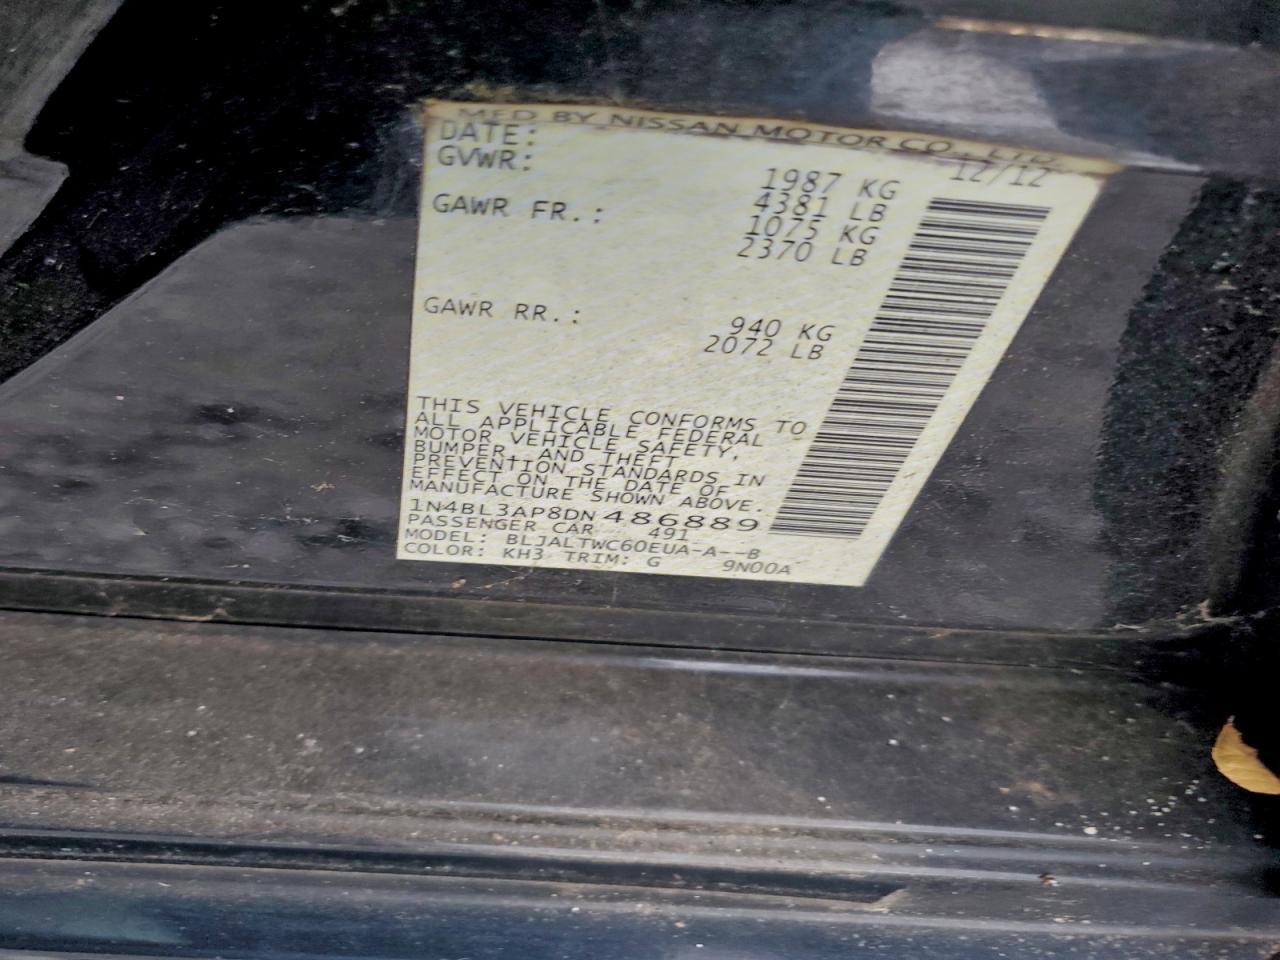 MFD BY NISSAN MOTOR CO., LTD.
DATE: 12/12
GVWR: 1987 KG
4381 LB
GAWR FR.: 1075 KG
2370 LB
GAWR RR.: 940 KG
2072 LB
THIS VEHICLE CONFORMS TO
ALL APPLICABLE FEDERAL
MOTOR VEHICLE SAFETY,
BUMPER, AND THEFT
PREVENTION STANDARDS IN
EFFECT ON THE DATE OF
MANUFACTURE SHOWN ABOVE.
1N4BL3AP8DN486889
PASSENGER CAR 491
MODEL: BLJALTWC60EUA-A--B
COLOR: KH3 TRIM: G 9N00A